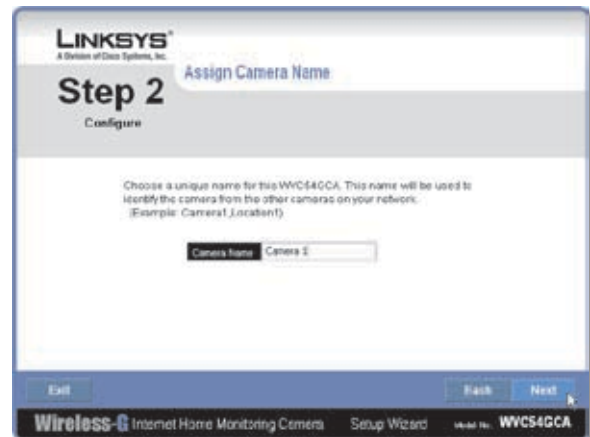 LINKSYS®
A Division of Cisco Systems, Inc.
Step 2
Configure
Assign Camera Name
Choose a unique name for this WVC54GCA. This name will be used to
identify the camera from the other cameras on your network.
(Example: Camera1,Location1)
Camera Name
Camera
Exit
Back
Next
Wireless-G Internet Home Monitoring Camera
Setup Wizard
Model No. WVC54GCA